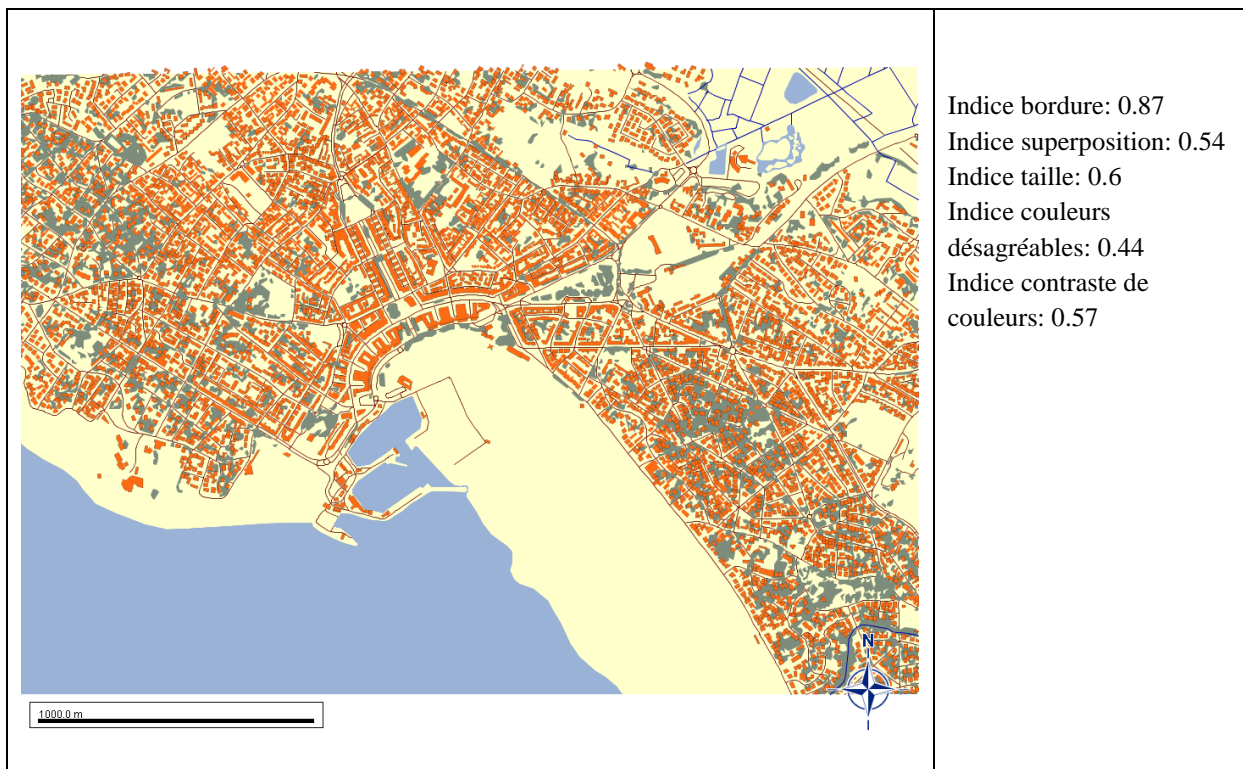 Indice bordure: 0.87
Indice superposition: 0.54
Indice taille: 0.6
Indice couleurs
désagréables: 0.44
Indice contraste de
couleurs: 0.57
N
1000.0 m